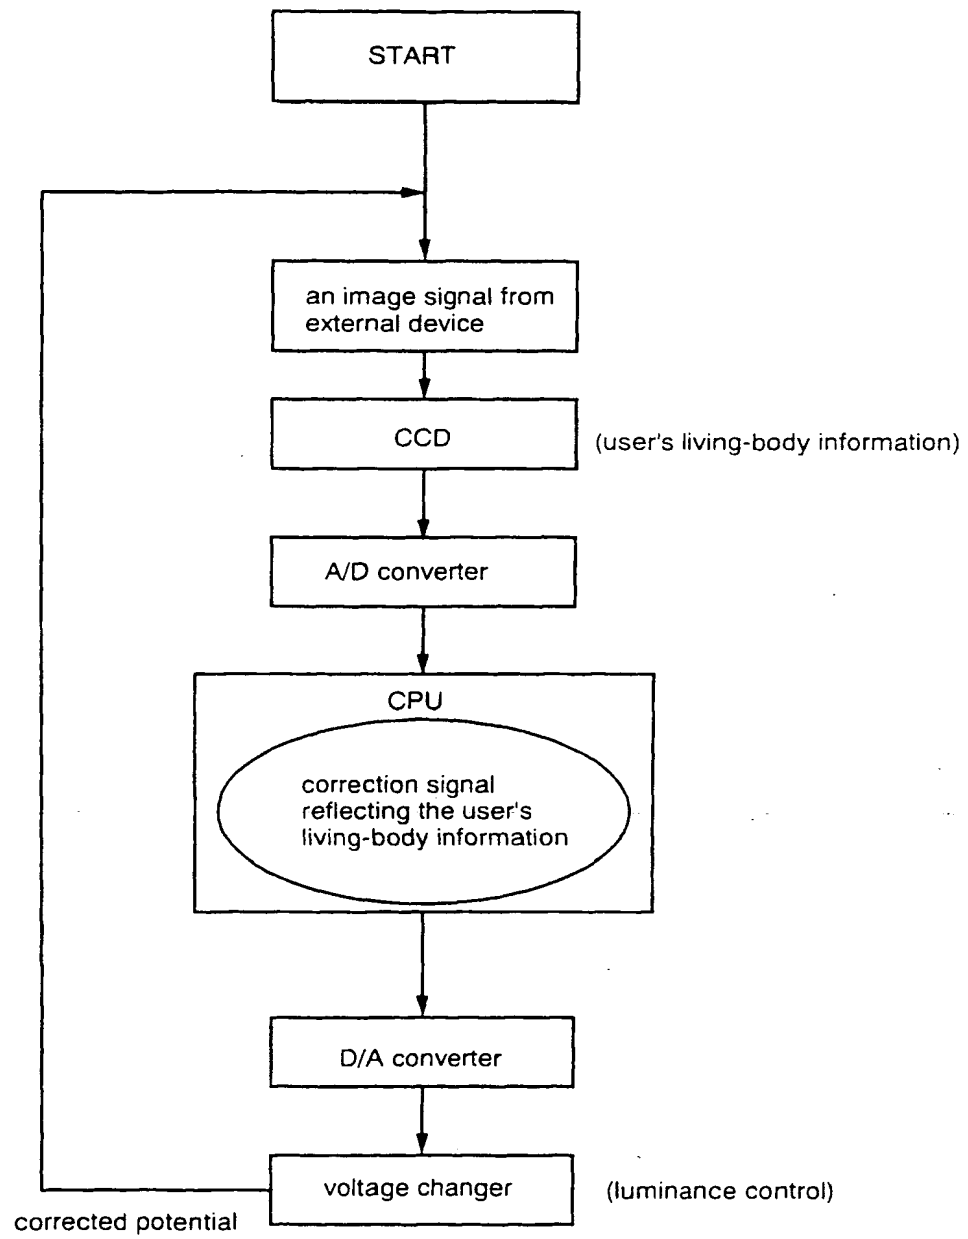 START
an image signal from
external device
CCD
(user's living-body information)
A/D converter
CPU
correction signal
reflecting the user's
living-body information
D/A converter
voltage changer
(luminance control)
corrected potential